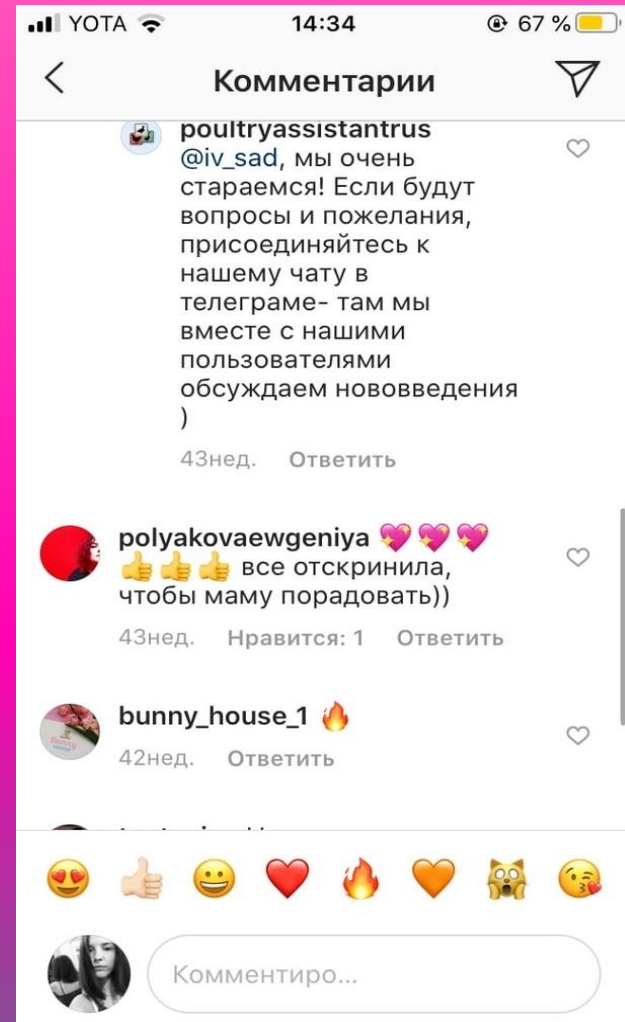 YOTA 14:34 67 %
Комментарии
poultryassistantrus
@iv_sad, мы очень
стараемся! Если будут
вопросы и пожелания,
присоединяйтесь к
нашему чату в
телеграме- там мы
вместе с нашими
пользователями
обсуждаем нововведения
)
43нед. Ответить
polyakovaewgeniya 💖💖💖
👍👍👍 все отскринила,
чтобы маму порадовать))
43нед. Нравится: 1 Ответить
bunny_house_1 🔥
42нед. Ответить
Комментиро...